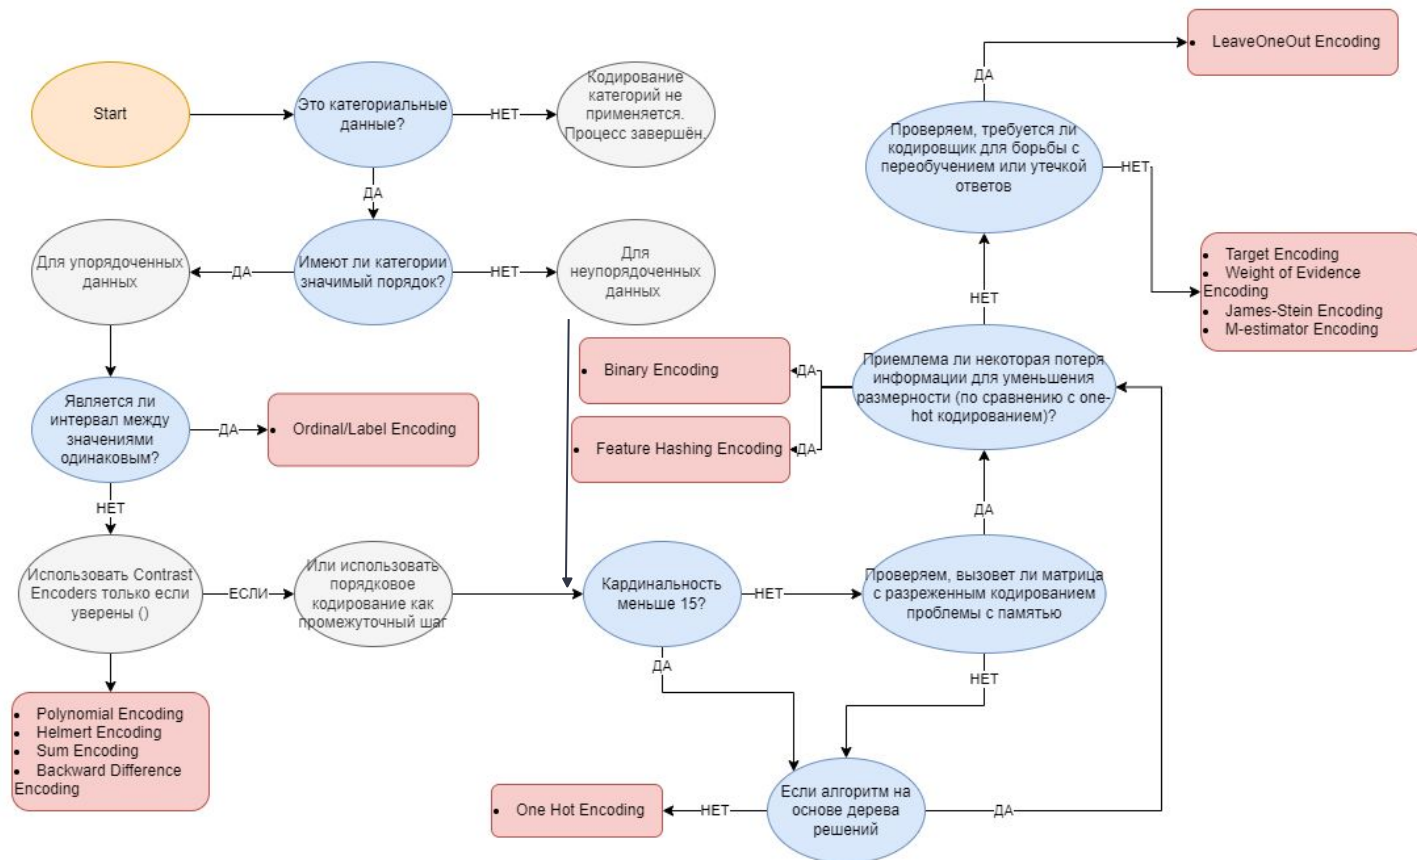 LeaveOneOut Encoding
Start
Это категориальные
данные?
НЕТ
Кодирование
категорий не
применяется.
Процесс завершён.
ДА
Проверяем, требуется ли
кодировщик для борьбы с
переобучением или утечкой
ответов
НЕТ
ДА
Для упорядоченных
данных
ДА
Имеют ли категории
значимый порядок?
НЕТ
Для
неупорядоченных
данных
Target Encoding
Weight of Evidence
Encoding
James-Stein Encoding
M-estimator Encoding
НЕТ
Является ли
интервал между
значениями
одинаковым?
ДА
Ordinal/Label Encoding
Binary Encoding
ДА
Feature Hashing Encoding
ДА
Приемлема ли некоторая потеря
информации для уменьшения
размерности (по сравнению с one-
hot кодированием)?
НЕТ
ДА
Использовать Contrast
Encoders только если
уверены ()
ЕСЛИ
Или использовать
порядковое
кодирование как
промежуточный шаг
Кардинальность
меньше 15?
НЕТ
Проверяем, вызовет ли матрица
с разреженным кодированием
проблемы с памятью
ДА
НЕТ
Polynomial Encoding
Helmert Encoding
Sum Encoding
Backward Difference
Encoding
One Hot Encoding
НЕТ
Если алгоритм на
основе дерева
решений
ДА